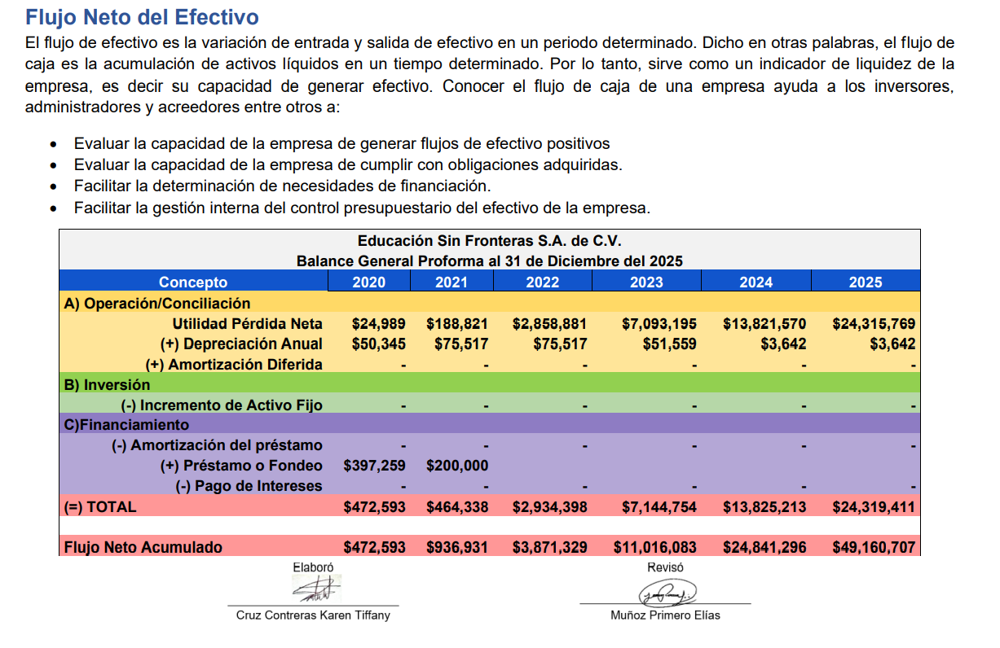 Flujo Neto del Efectivo
El flujo de efectivo es la variación de entrada y salida de efectivo en un periodo determinado. Dicho en otras palabras, el flujo de
caja es la acumulación de activos líquidos en un tiempo determinado. Por lo tanto, sirve como un indicador de liquidez de la
empresa, es decir su capacidad de generar efectivo. Conocer el flujo de caja de una empresa ayuda a los inversores,
administradores y acreedores entre otros a:
• Evaluar la capacidad de la empresa de generar flujos de efectivo positivos
• Evaluar la capacidad de la empresa de cumplir con obligaciones adquiridas.
• Facilitar la determinación de necesidades de financiación.
• Facilitar la gestión interna del control presupuestario del efectivo de la empresa.
Educación Sin Fronteras S.A. de C.V.
Balance General Proforma al 31 de Diciembre del 2025
Concepto 2020 2021 2022 2023 2024 2025
A) Operación/Conciliación
Utilidad Pérdida Neta $24,989 $188,821 $2,858,881 $7,093,195 $13,821,570 $24,315,769
(+) Depreciación Anual $50,345 $75,517 $75,517 $51,559 $3,642 $3,642
(+) Amortización Diferida - - - - - -
B) Inversión
(-) Incremento de Activo Fijo - - - - - -
C)Financiamiento
(-) Amortización del préstamo - - - - - -
(+) Préstamo o Fondeo $397,259 $200,000
(-) Pago de Intereses - - - - - -
(=) TOTAL $472,593 $464,338 $2,934,398 $7,144,754 $13,825,213 $24,319,411
Flujo Neto Acumulado $472,593 $936,931 $3,871,329 $11,016,083 $24,841,296 $49,160,707
Elaboró Revisó
Cruz Contreras Karen Tiffany Muñoz Primero Elías